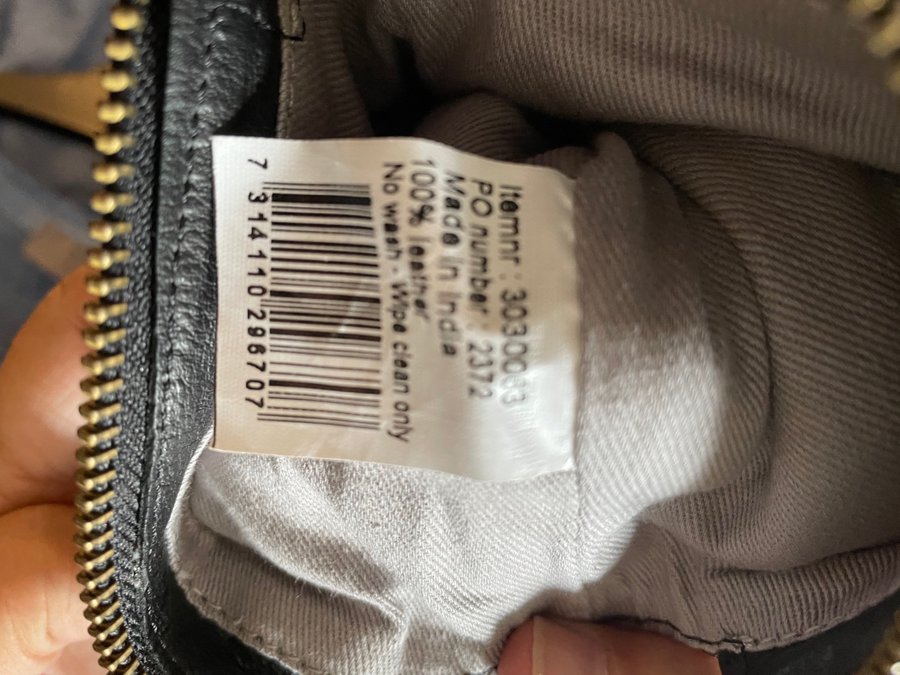 Itemnr : 3030063
PO number : 2372
Made in India
100% leather
No wash - Wipe clean only
7 314110 296707